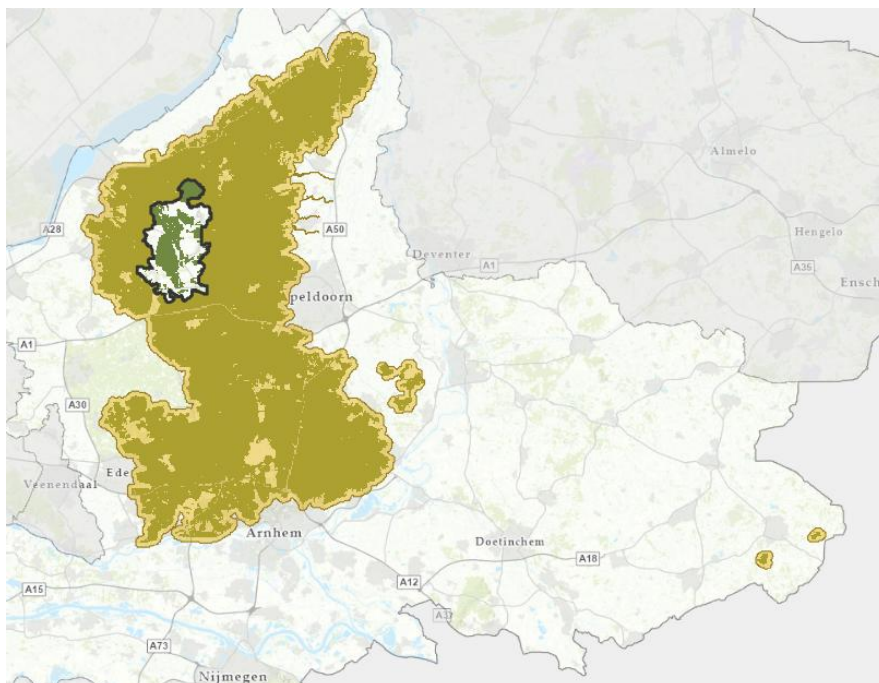 Almelo
A28
A50
Hengelo
Deventer
A1
A35
Ensch
peldoorn
A1
A30
Ede
Veenendaal
Arnhem
Doetinchem
A18
A12
A15
A73
Nijmegen